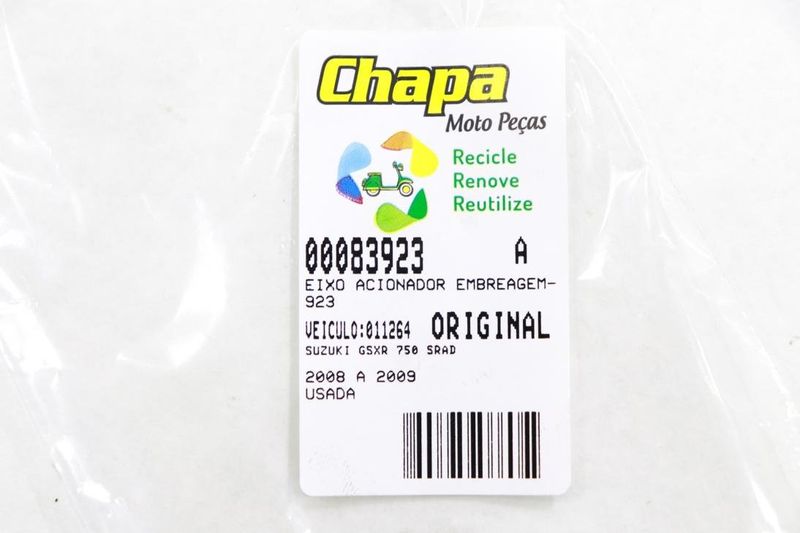 Chapa
Moto Peças
Recicle
Renove
Reutilize
00083923 A
EIXO ACIONADOR EMBREAGEM-
923
VEICULO:011264 ORIGINAL
SUZUKI GSXR 750 SRAD
2008 A 2009
USADA